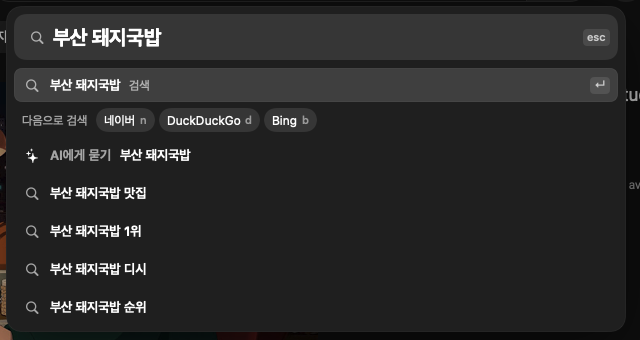 부산 돼지국밥 esc
부산 돼지국밥 검색
다음으로 검색 네이버 n DuckDuckGo d Bing b
AI에게 묻기 부산 돼지국밥
부산 돼지국밥 맛집
부산 돼지국밥 1위
부산 돼지국밥 디시
부산 돼지국밥 순위